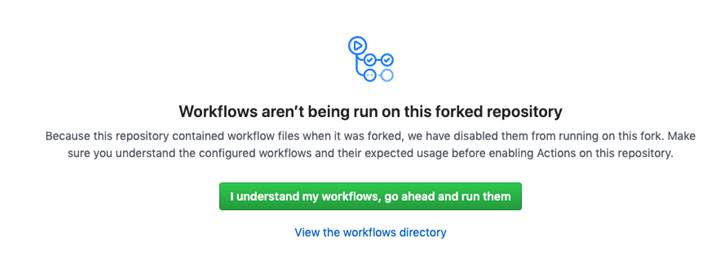 Workflows aren’t being run on this forked repository
Because this repository contained workflow files when it was forked, we have disabled them from running on this fork. Make
sure you understand the configured workflows and their expected usage before enabling Actions on this repository.
I understand my workflows, go ahead and run them
View the workflows directory